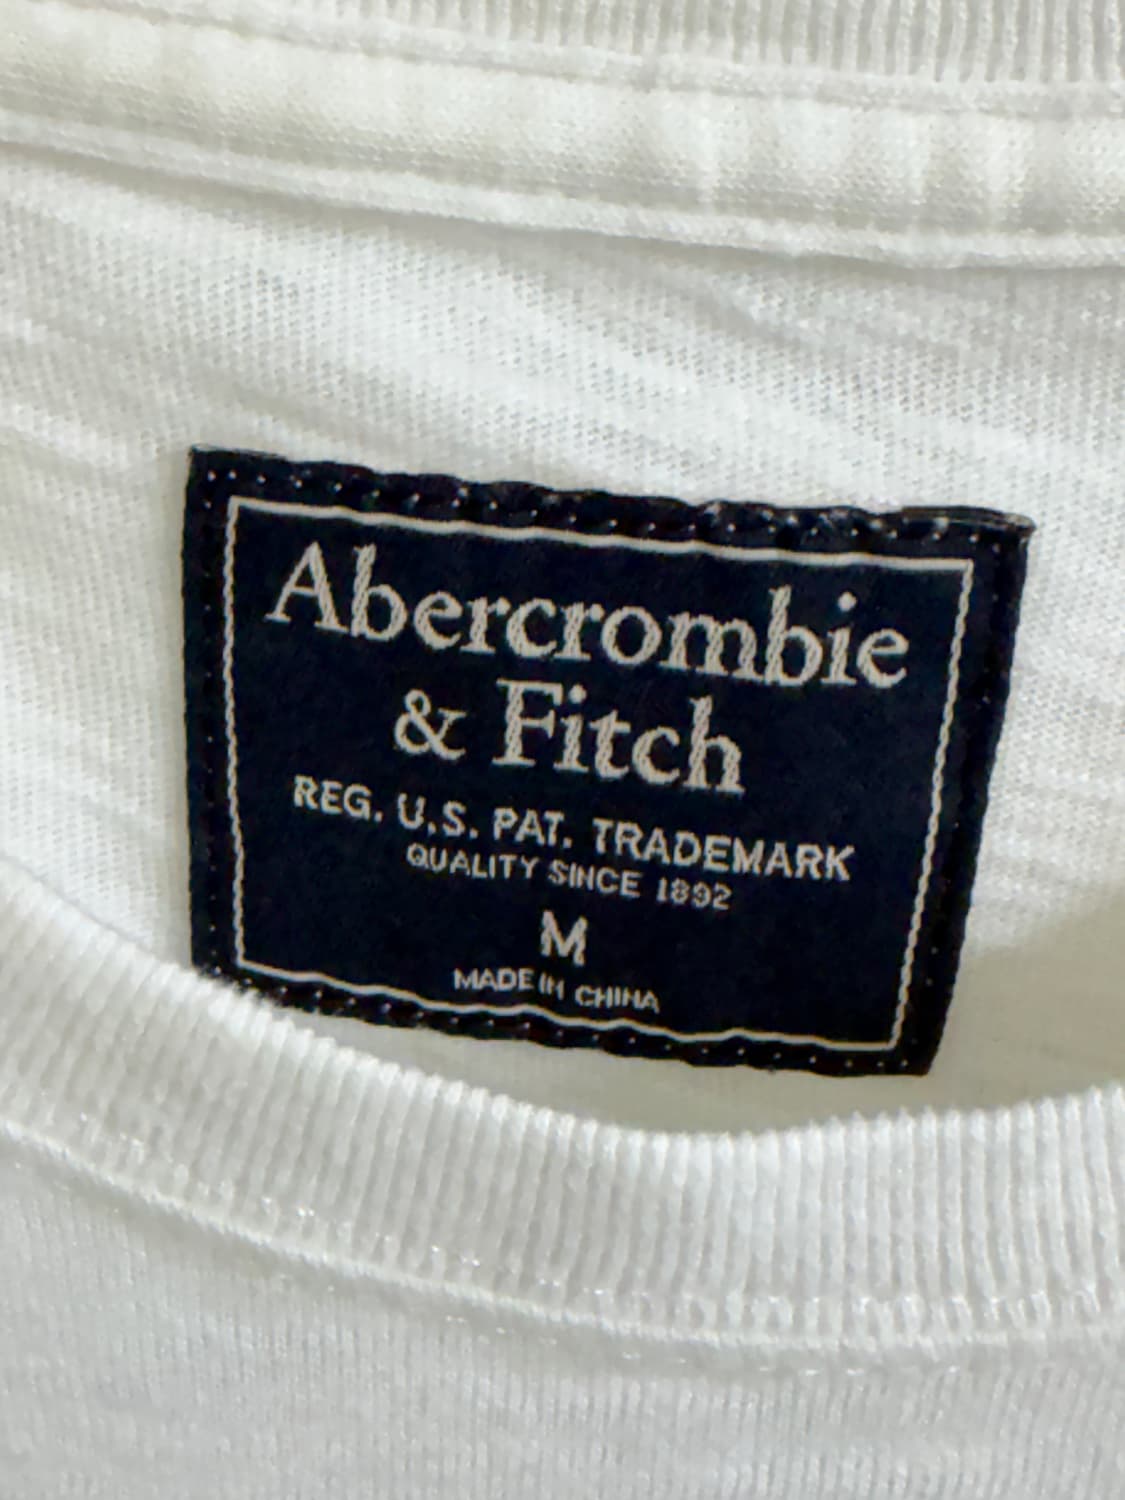 Abercrombie
& Fitch
REG. U.S. PAT. TRADEMARK
QUALITY SINCE 1892
M
MADE IN CHINA